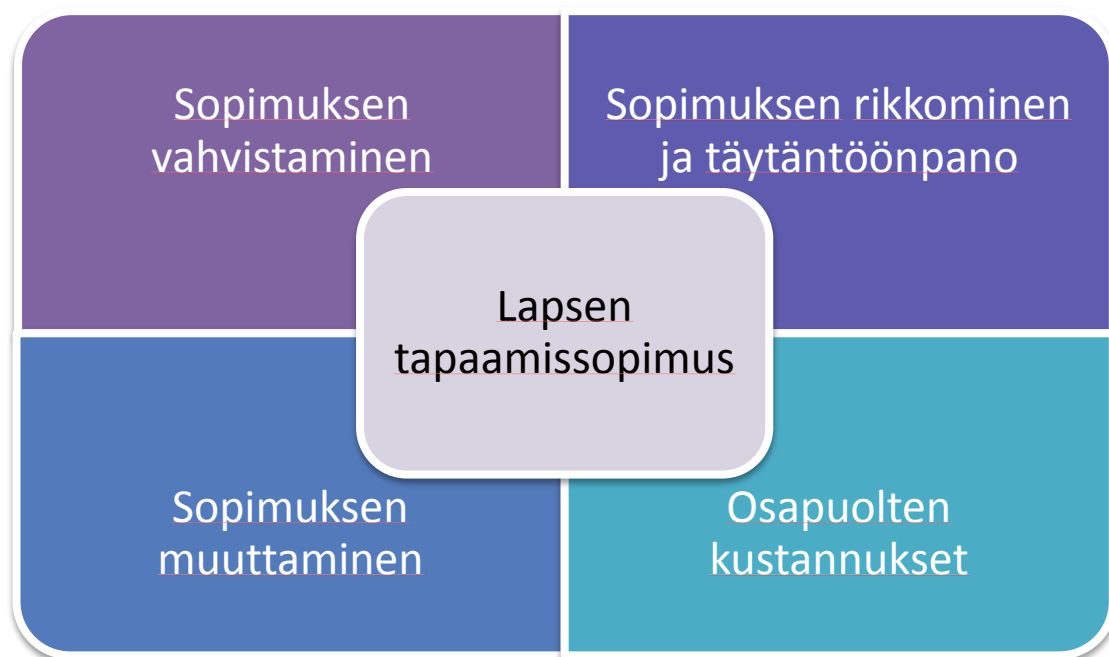 Sopimuksen
vahvistaminen
Sopimuksen rikkominen
ja täytäntöönpano
Lapsen
tapaamissopimus
Sopimuksen
muuttaminen
Osapuolten
kustannukset